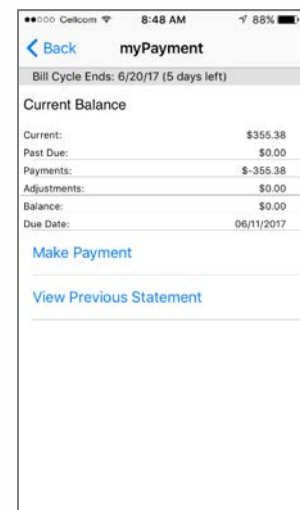 Cellcom 8:48 AM 88%
Back myPayment
Bill Cycle Ends: 6/20/17 (5 days left)
Current Balance
Current: $355.38
Past Due: $0.00
Payments: $-355.38
Adjustments: $0.00
Balance: $0.00
Due Date: 06/11/2017
Make Payment
View Previous Statement